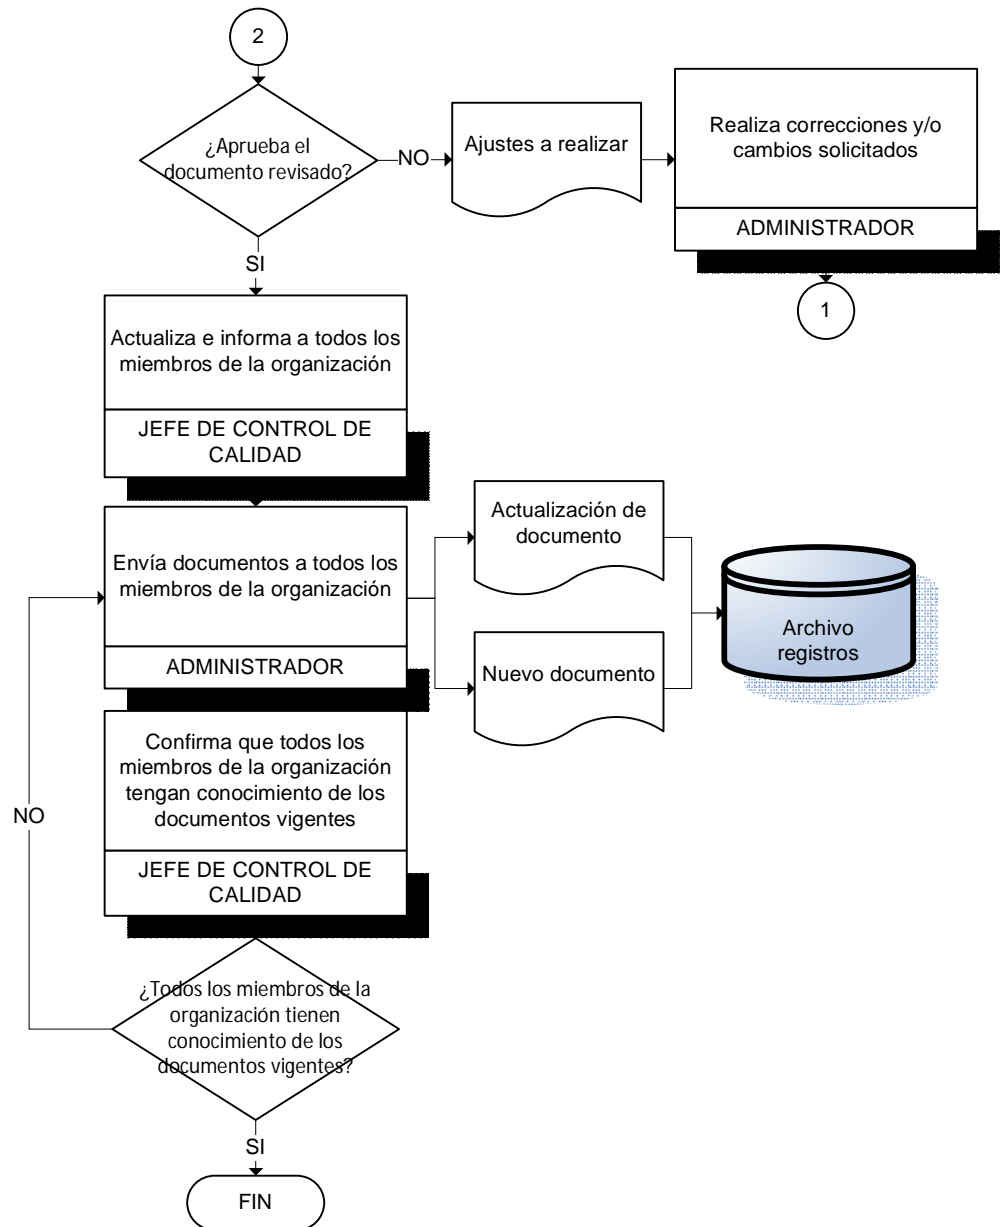 2
¿Aprueba el
documento revisado?
NO
Ajustes a realizar
Realiza correcciones y/o
cambios solicitados
ADMINISTRADOR
1
SI
Actualiza e informa a todos los
miembros de la organización
JEFE DE CONTROL DE
CALIDAD
Envía documentos a todos los
miembros de la organización
ADMINISTRADOR
Actualización de
documento
Nuevo documento
Archivo
registros
Confirma que todos los
miembros de la organización
tengan conocimiento de los
documentos vigentes
JEFE DE CONTROL DE
CALIDAD
NO
¿Todos los miembros de la
organización tienen
conocimiento de los
documentos vigentes?
SI
FIN